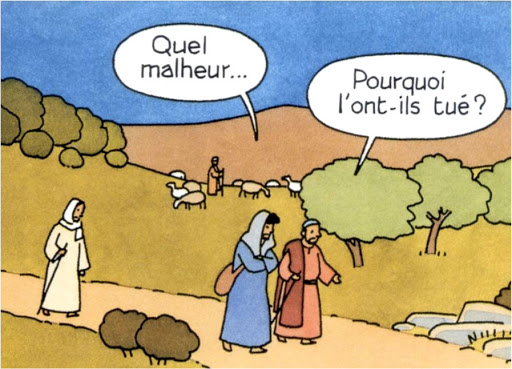 Quel
malheur...
Pourquoi
l'ont-ils tué ?